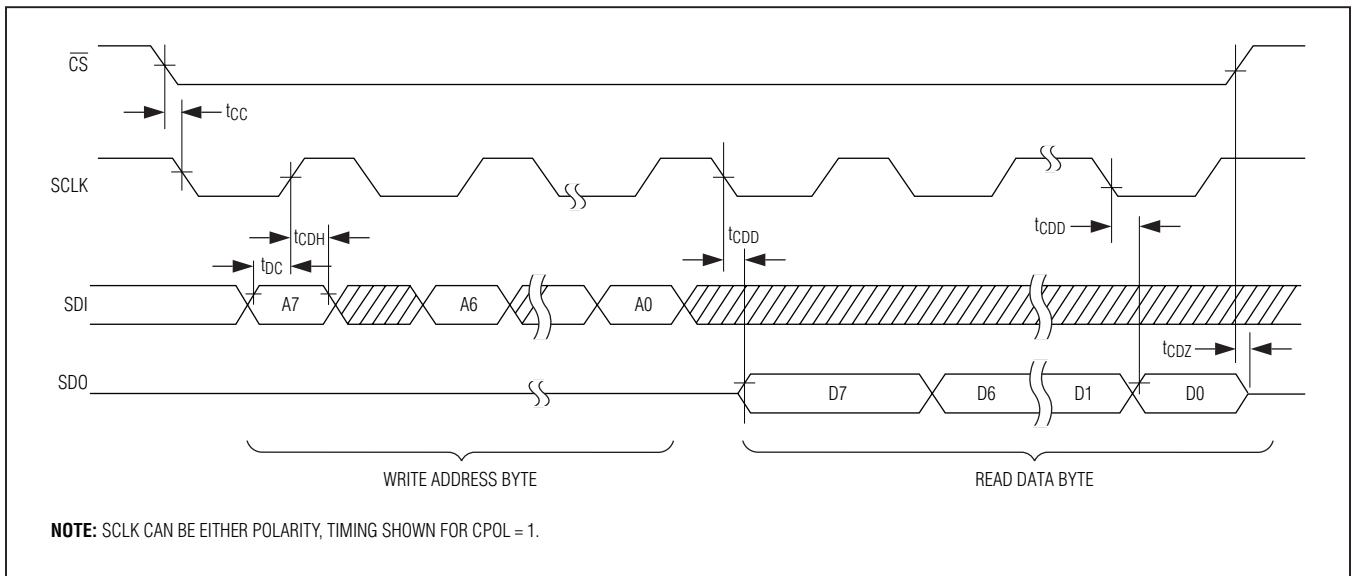 CS
tCC
SCLK
tCDH
tCDD
tCDD
tDC
SDI
A7
A6
A0
tCDZ
SDO
D7
D6
D1
D0
WRITE ADDRESS BYTE
READ DATA BYTE
NOTE: SCLK CAN BE EITHER POLARITY, TIMING SHOWN FOR CPOL = 1.